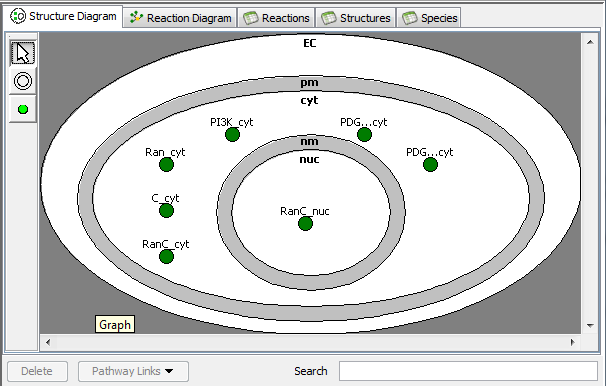 Structure Diagram Reaction Diagram Reactions Structures Species
EC
pm
cyt
PI3K_cyt PDG...cyt
nm
Ran_cyt nuc PDG...cyt
C_cyt
RanC_nuc
RanC_cyt
Graph
Delete Pathway Links Search